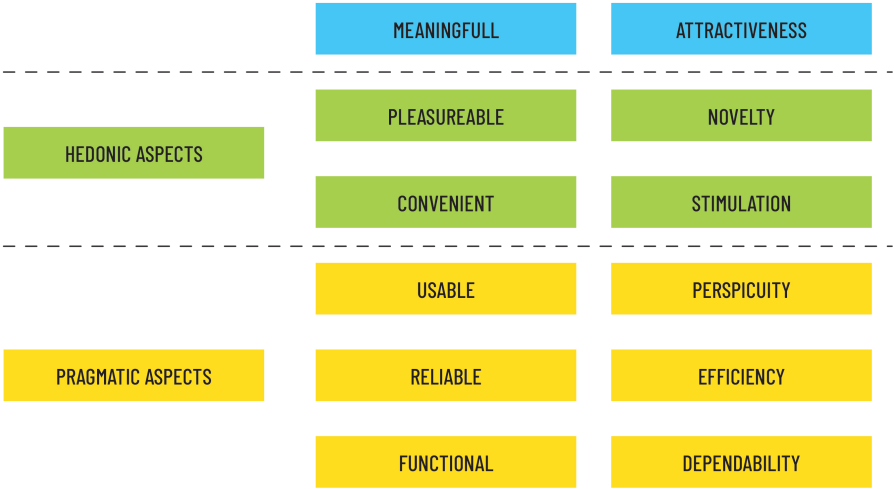 MEANINGFULL
ATTRACTIVENESS
HEDONIC ASPECTS
PLEASUREABLE
NOVELTY
CONVENIENT
STIMULATION
PRAGMATIC ASPECTS
USABLE
PERSPICUITY
RELIABLE
EFFICIENCY
FUNCTIONAL
DEPENDABILITY